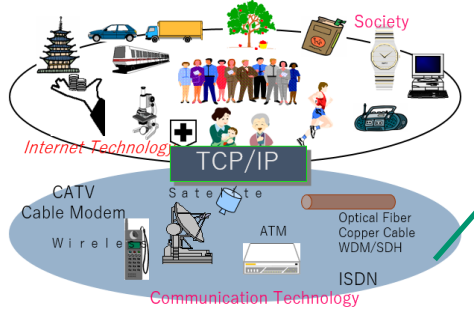 Society
Internet Technology
TCP/IP
CATV
Cable Modem
Satellite
Wireless
ATM
Optical Fiber
Copper Cable
WDM/SDH
ISDN
Communication Technology